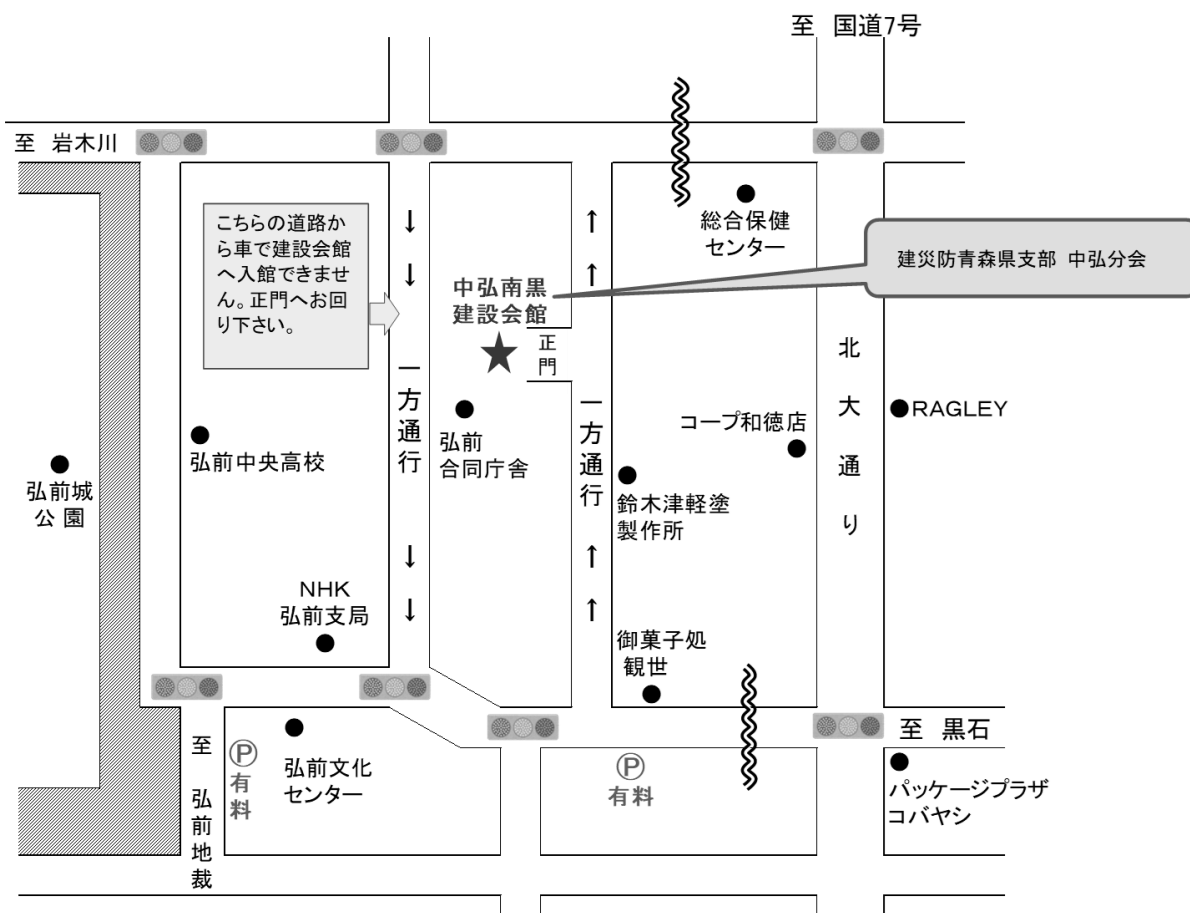 至 国道7号
至 岩木川
こちらの道路か
ら車で建設会館
へ入館できませ
ん。正門へお回
り下さい。
総合保健
センター
建災防青森県支部 中弘分会
中弘南黒
建設会館
正
門
一方通行
一方通行
北大通り
RAGLEY
コープ和徳店
弘前
合同庁舎
弘前中央高校
弘前城
公園
鈴木津軽塗
製作所
NHK
弘前支局
御菓子処
観世
至 黒石
至 弘前地裁
P
有料
弘前文化
センター
P
有料
パッケージプラザ
コバヤシ